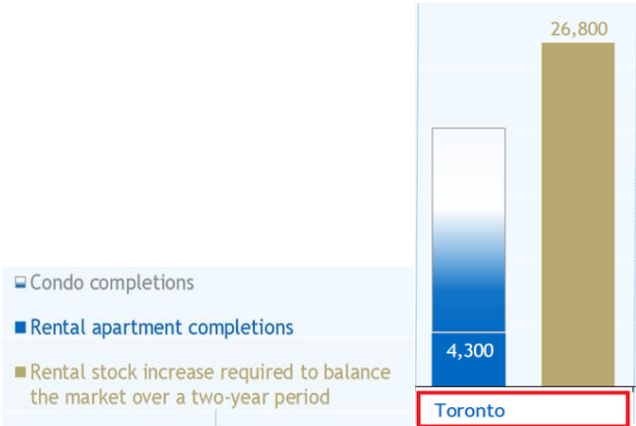 26,800
Condo completions
Rental apartment completions
4,300
Rental stock increase required to balance
the market over a two-year period
Toronto